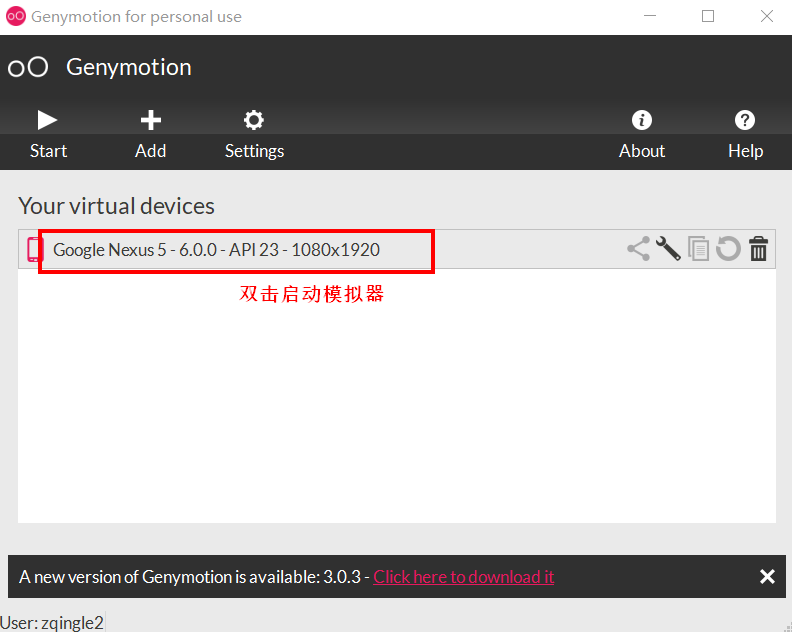 Genymotion for personal use
Genymotion
Start Add Settings About Help
Your virtual devices
Google Nexus 5 - 6.0.0 - API 23 - 1080x1920
双击启动模拟器
A new version of Genymotion is available: 3.0.3 - Click here to download it
User: zqingle2